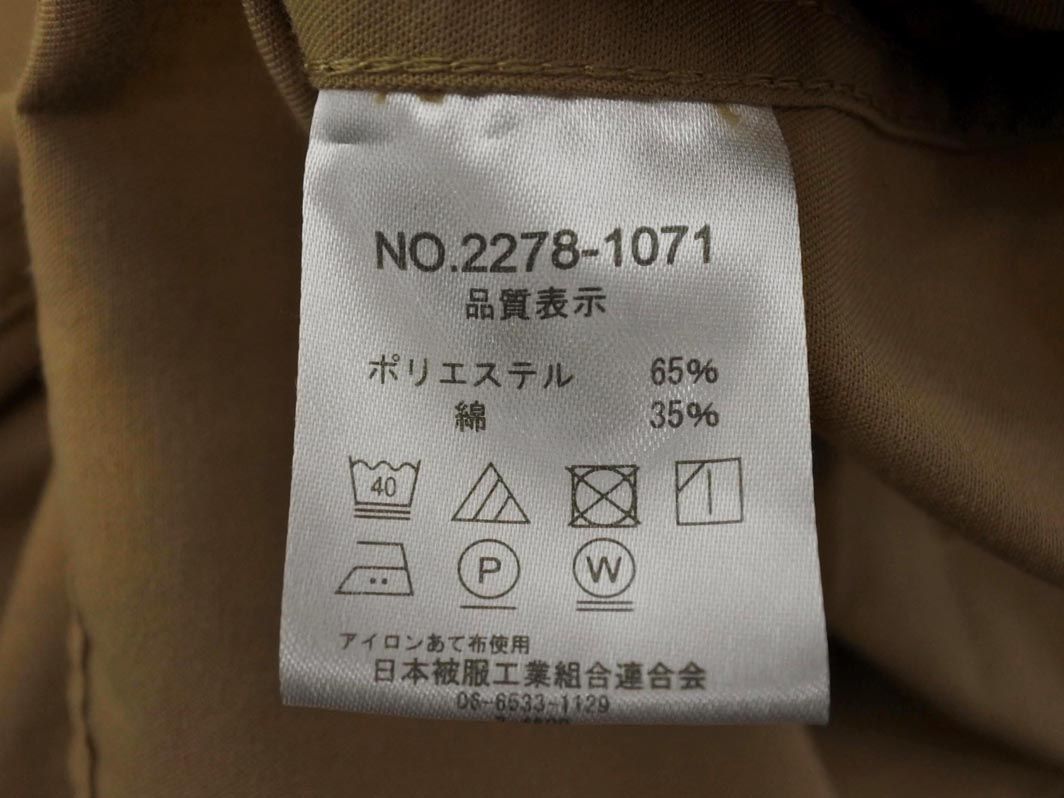 NO.2278-1071
品質表示
ポリエステル 65%
綿 35%
40
P W
アイロンあて布使用
日本被服工業組合連合会
06-6533-1129